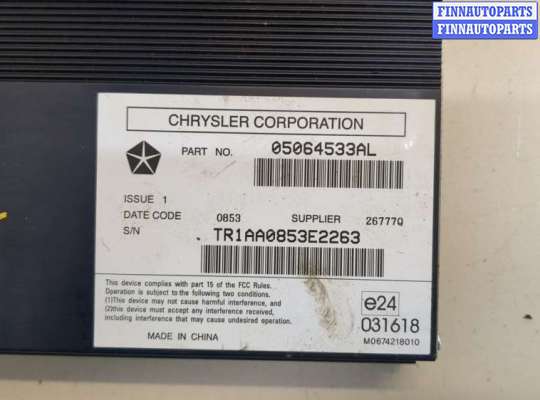 FINNAUTOPARTS
FINNAUTOPARTS
CHRYSLER CORPORATION
PART NO. 05064533AL
ISSUE 1
DATE CODE 0853 SUPPLIER 26777Q
S/N TR1AA0853E2263
This device complies with part 15 of the FCC Rules.
Operation is subject to the following two conditions.
(1)This device may not cause harmful interference, and
(2)this device must accept any interference received,
including interference that may cause undesired operation.
MADE IN CHINA
e24
031618
M0674218010